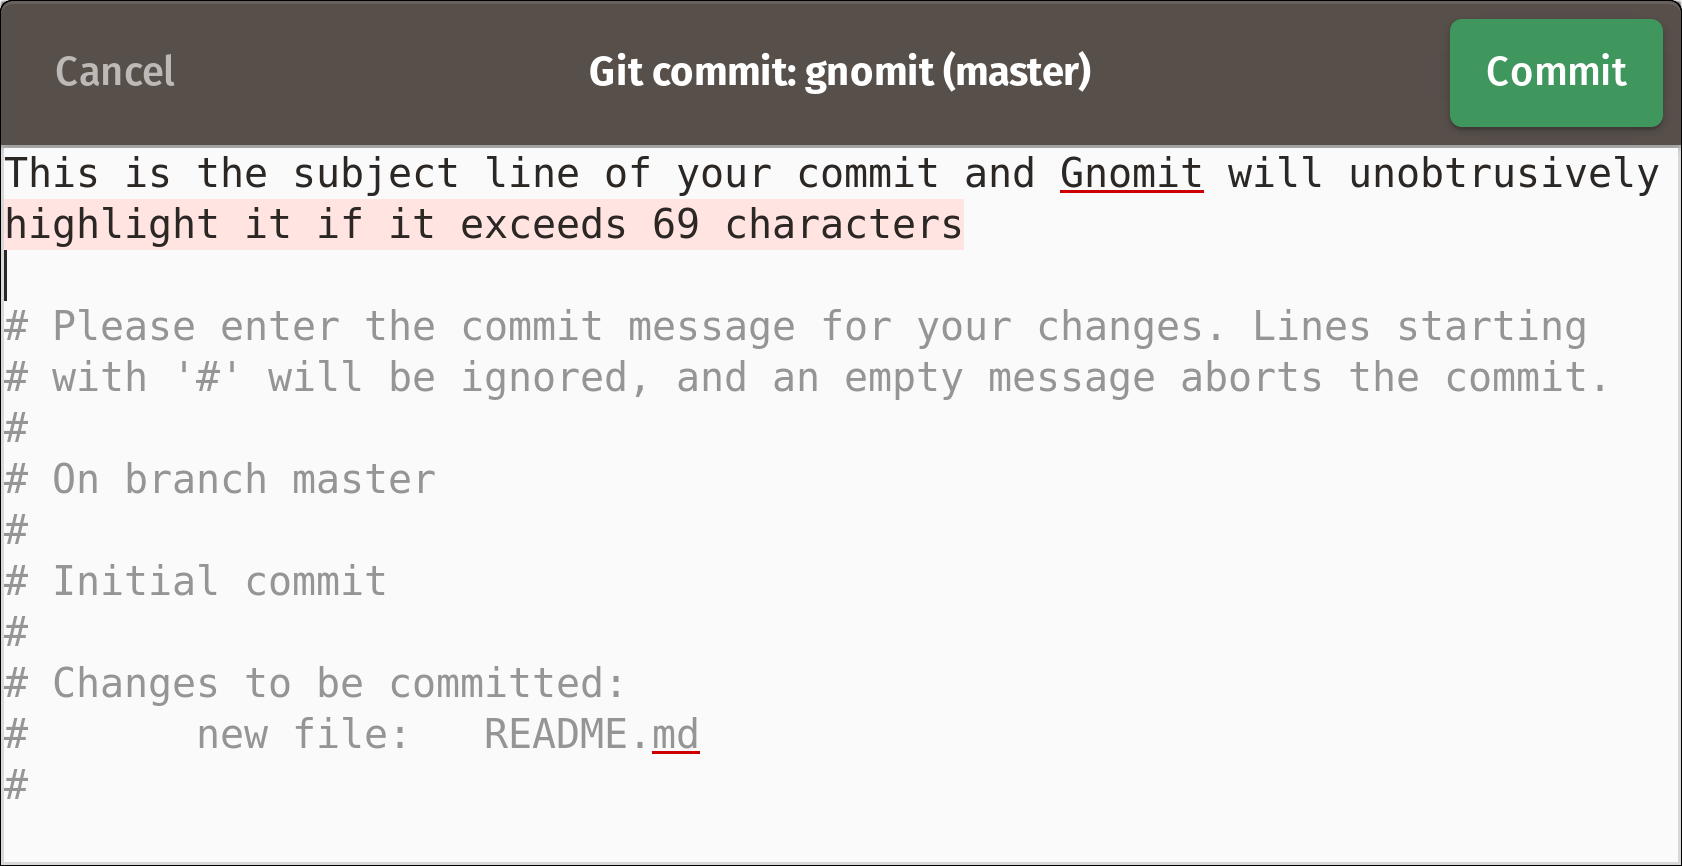 Cancel
Git commit: gnomit (master)
Commit
This is the subject line of your commit and Gnomit will unobtrusively
highlight it if it exceeds 69 characters
# Please enter the commit message for your changes. Lines starting
# with '#' will be ignored, and an empty message aborts the commit.
#
# On branch master
#
# Initial commit
#
# Changes to be committed:
#       new file:   README.md
#